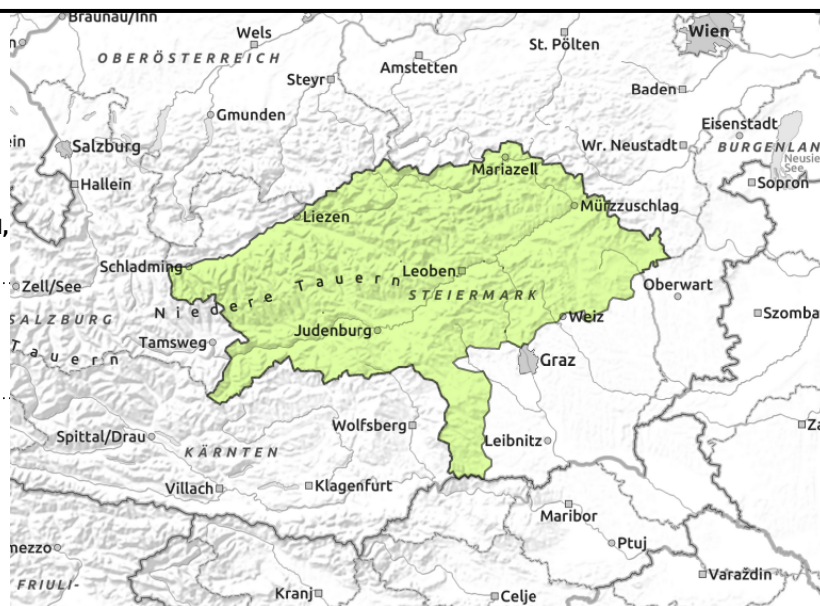 Braunau/Inn
Wels
Wien
OBERÖSTERREICH
St. Pölten
Amstetten
Steyr
Baden
Gmunden
Eisenstadt
Salzburg
Wr. Neustadt
BURGENLAN
Neusie
See
Mariazell
Hallein
Sopron
Mürzzuschlag
Liezen
Schladming
Leoben
Zell/See
Niedere Tauern
STEIERMARK
Oberwart
SALZBURG
Szomba
Weiz
Judenburg
Tamsweg
Tauern
Graz
Wolfsberg
Spittal/Drau
Leibnitz
KÄRNTEN
Villach
Klagenfurt
Maribor
Ptuj
mezzo
Varaždin
FRIULI-
Kranj
Celje